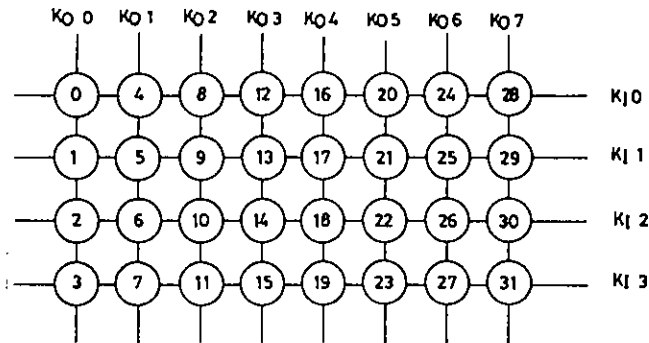 KO 0 KO 1 KO 2 KO 3 KO 4 KO 5 KO 6 KO 7
0 4 8 12 16 20 24 28 KI 0
1 5 9 13 17 21 25 29 KI 1
2 6 10 14 18 22 26 30 KI 2
3 7 11 15 19 23 27 31 KI 3